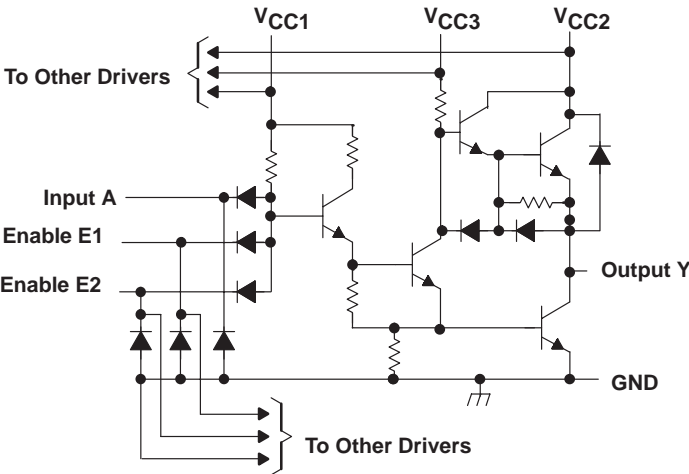 VCC1 VCC3 VCC2
To Other Drivers
Input A
Enable E1
Enable E2
Output Y
GND
To Other Drivers